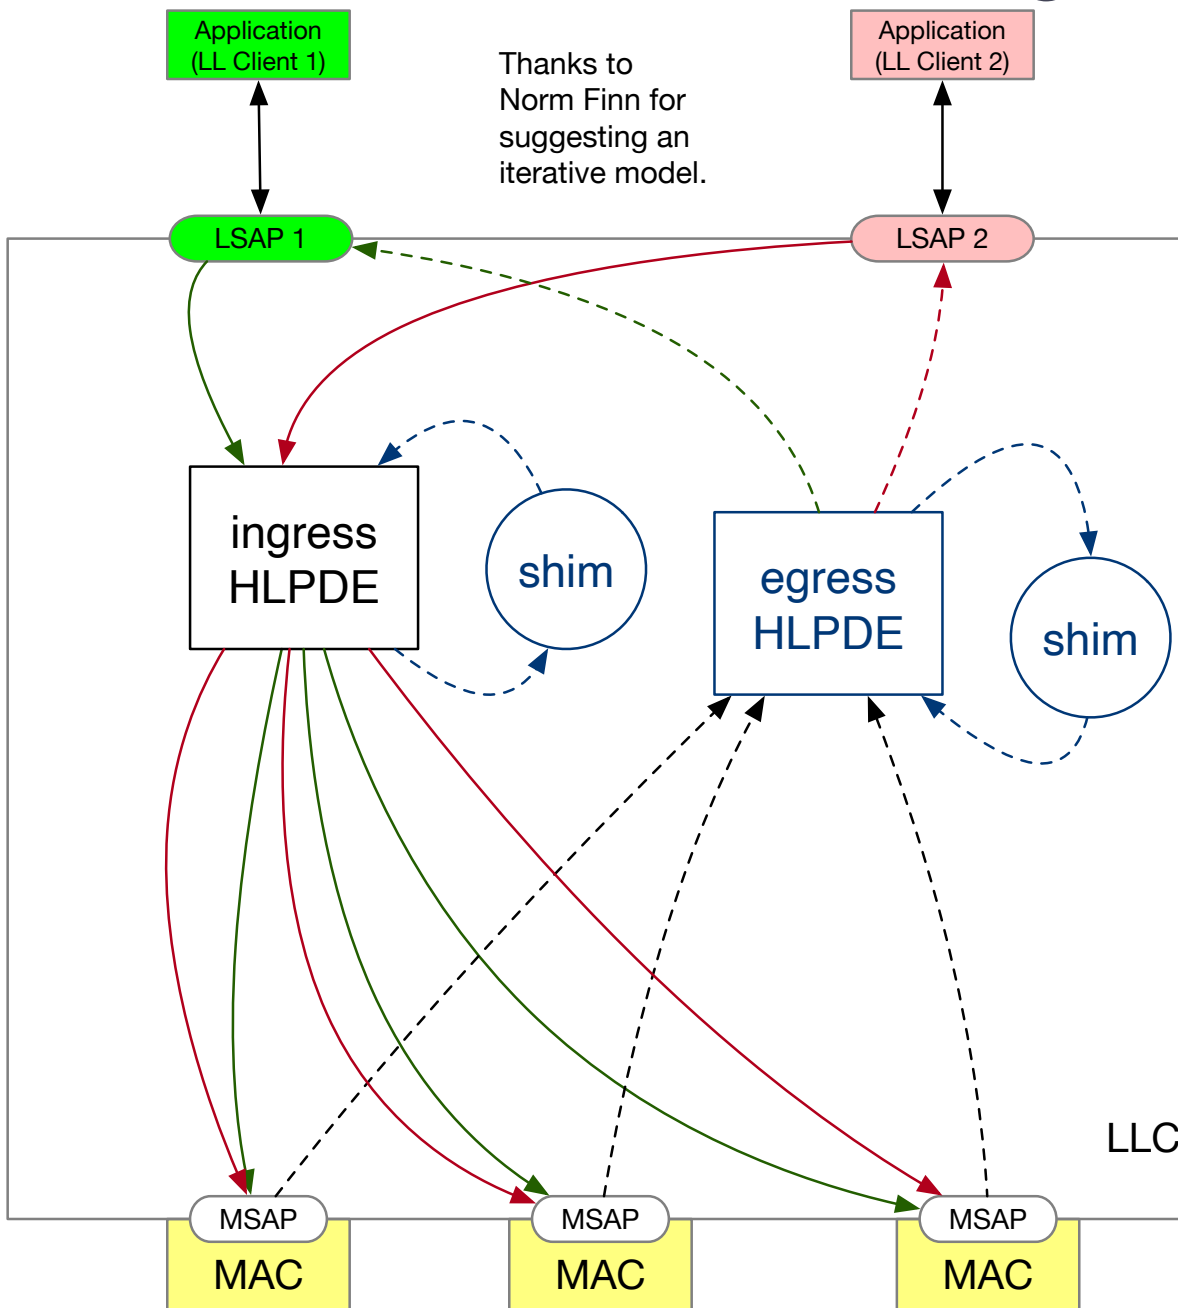 Application
(LL Client 1)
Thanks to
Norm Finn for
suggesting an
iterative model.
Application
(LL Client 2)
LSAP 1
LSAP 2
ingress
HLPDE
shim
egress
HLPDE
shim
LLC
MSAP
MSAP
MSAP
MAC
MAC
MAC